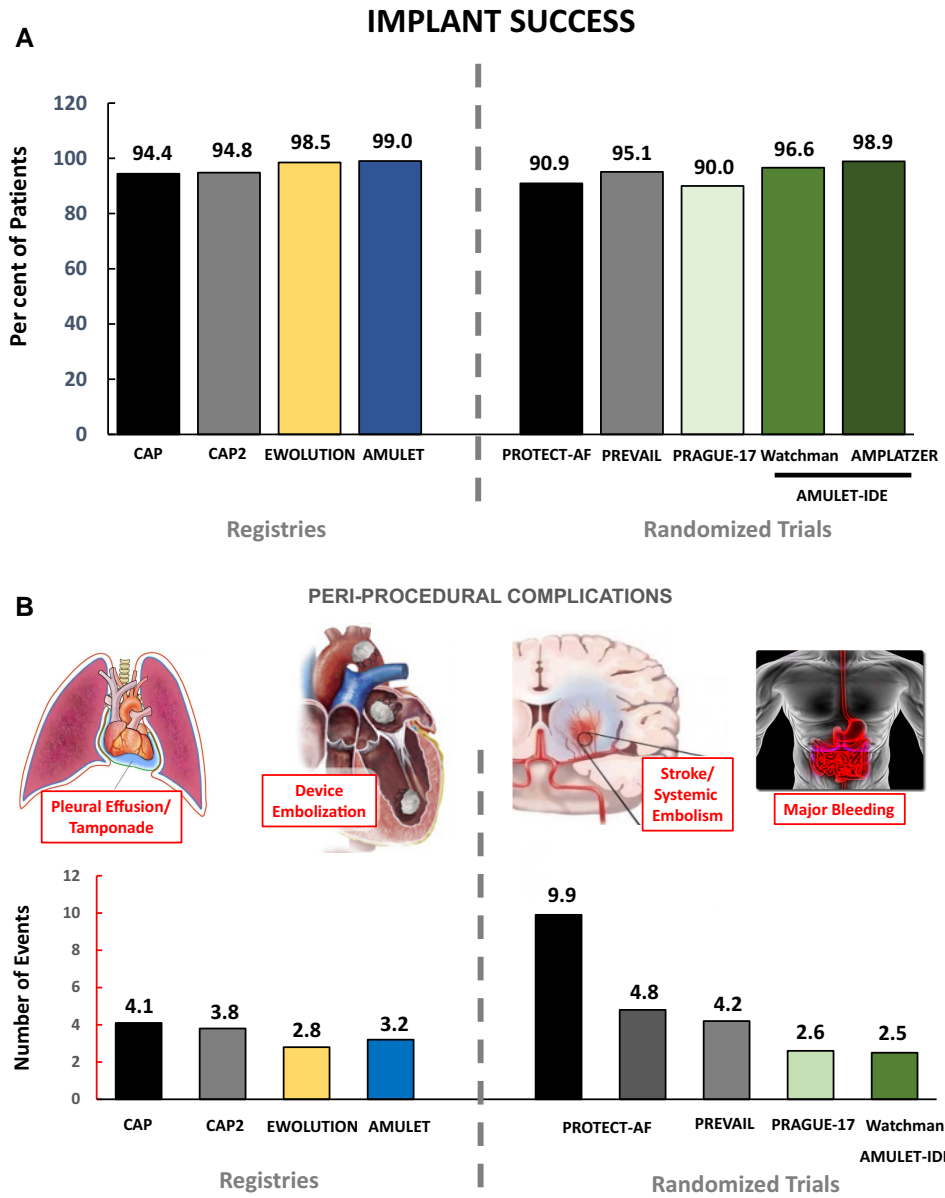 IMPLANT SUCCESS
A
Per cent of Patients
120
100
80
60
40
20
0
94.4
94.8
98.5
99.0
90.9
95.1
90.0
96.6
98.9
CAP
CAP2
EWOLUTION
AMULET
PROTECT-AF
PREVAIL
PRAGUE-17
Watchman
AMPLATZER
AMULET-IDE
Registries
Randomized Trials
B
PERI-PROCEDURAL COMPLICATIONS
Pleural Effusion/
Tamponade
Device
Embolization
Stroke/
Systemic
Embolism
Major Bleeding
Number of Events
12
10
8
6
4
2
0
4.1
3.8
2.8
3.2
9.9
4.8
4.2
2.6
2.5
CAP
CAP2
EWOLUTION
AMULET
PROTECT-AF
PREVAIL
PRAGUE-17
Watchman
AMULET-ID
Registries
Randomized Trials